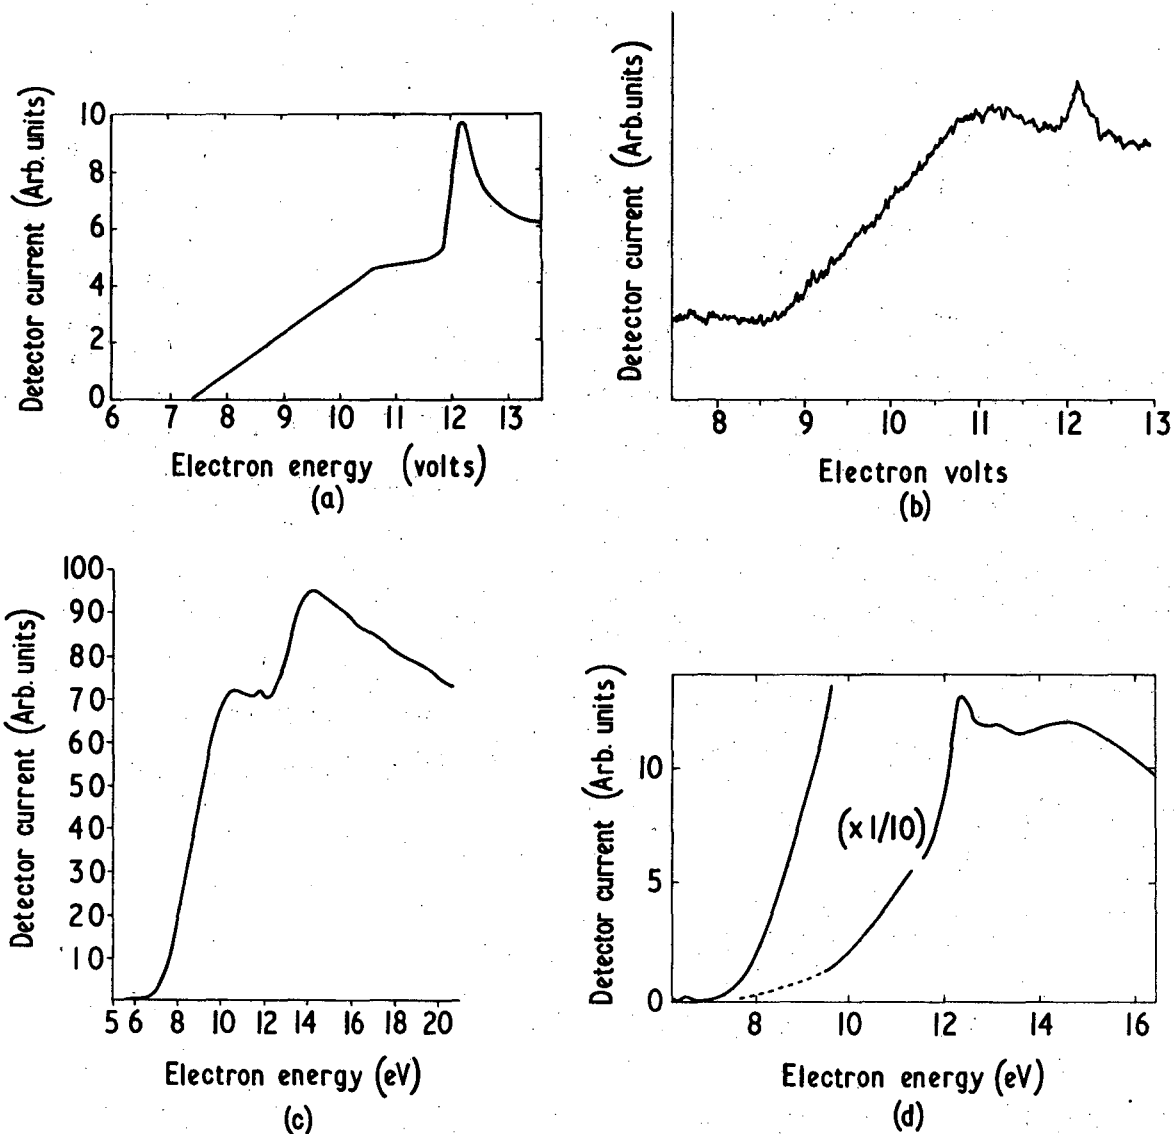 Detector current (Arb. units)
10
8
6
4
2
0
6 7 8 9 10 11 12 13
Electron energy (volts)
(a)
Detector current (Arb.units)
8 9 10 11 12 13
Electron volts
(b)
Detector current (Arb. units)
100
90
80
70
60
50
40
30
20
10
5 6 8 10 12 14 16 18 20
Electron energy (eV)
(c)
Detector current (Arb. units)
10
5
0
(x 1/10)
8 10 12 14 16
Electron energy (eV)
(d)